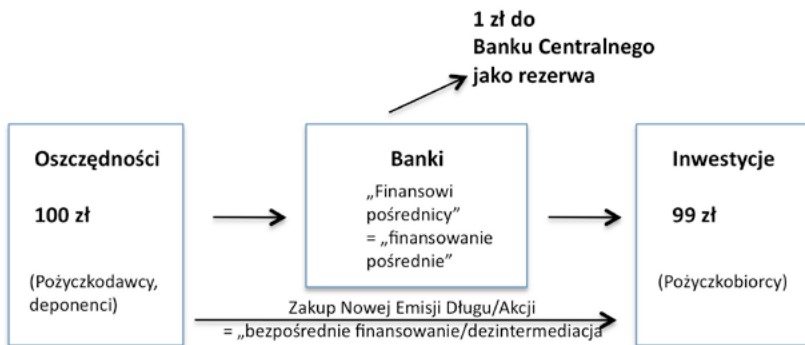 1 zł do
Banku Centralnego
jako rezerwa
Oszczędności
100 zł
(Pożyczkodawcy,
deponenci)
Banki
„Finansowi
pośrednicy”
= „finansowanie
pośrednie”
Inwestycje
99 zł
(Pożyczkobiorcy)
Zakup Nowej Emisji Długu/Akcji
= „bezpośrednie finansowanie/dezintermediacja